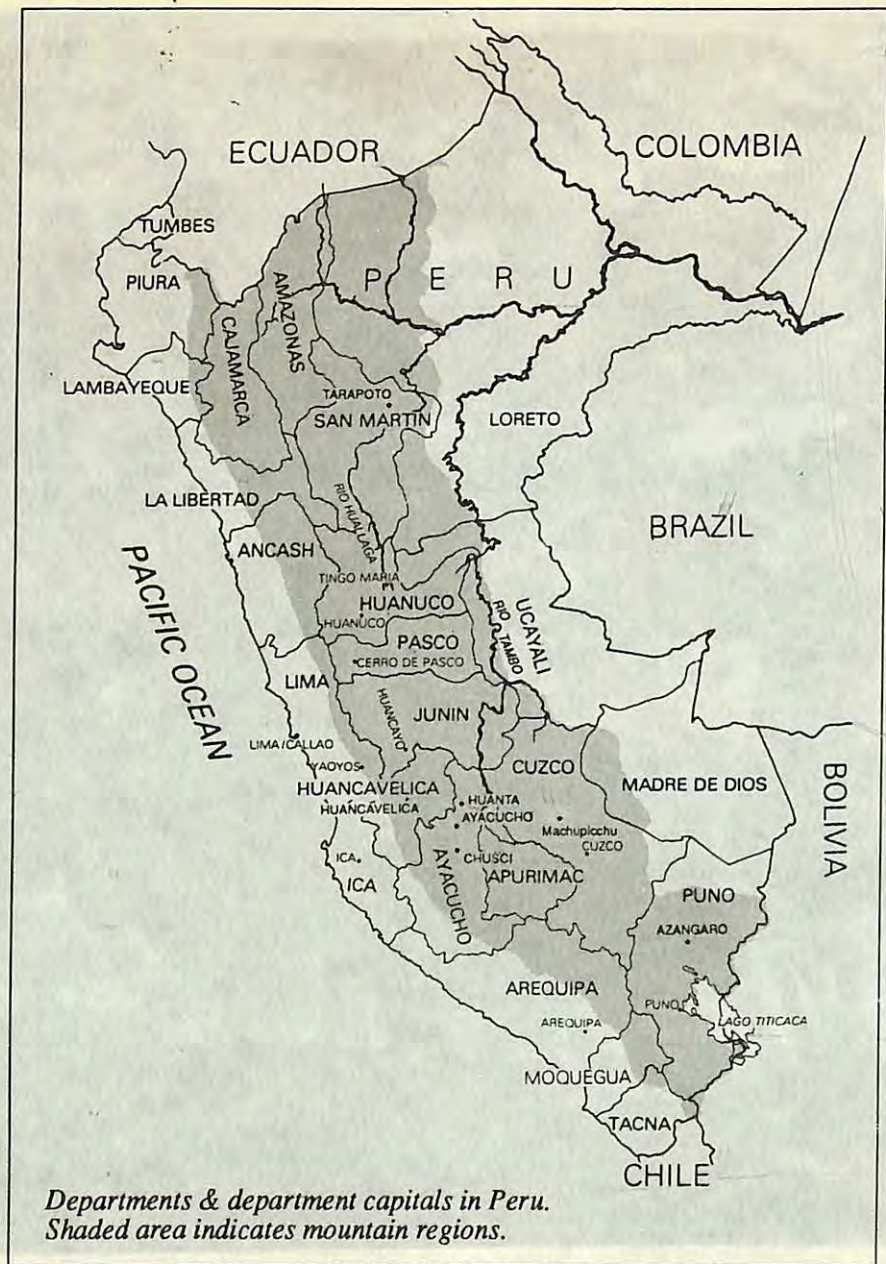 ECUADOR
COLOMBIA
TUMBES
PIURA
PERU
AMAZONAS
CAJAMARCA
LAMBAYEQUE
TARAPOTO
SAN MARTIN
LORETO
LA LIBERTAD
RIO HUALLAGA
BRAZIL
ANCASH
PACIFIC OCEAN
TINGO MARIA
HUANUCO
HUANUCO
UCAYALI
RIO TAMBO
PASCO
CERRO DE PASCO
LIMA
JUNIN
HUANCAYO
LIMA/CALLAO
YAOYOS
CUZCO
MADRE DE DIOS
BOLIVIA
HUANCAVELICA
HUANCAVELICA
HUANTA
AYACUCHO
Machupicchu
CUZCO
ICA
CHUSCI
ICA
AYACUCHO
APURIMAC
PUNO
AZANGARO
AREQUIPA
PUNO
LAGO TITICACA
AREQUIPA
MOQUEGUA
TACNA
CHILE
Departments & department capitals in Peru.
Shaded area indicates mountain regions.